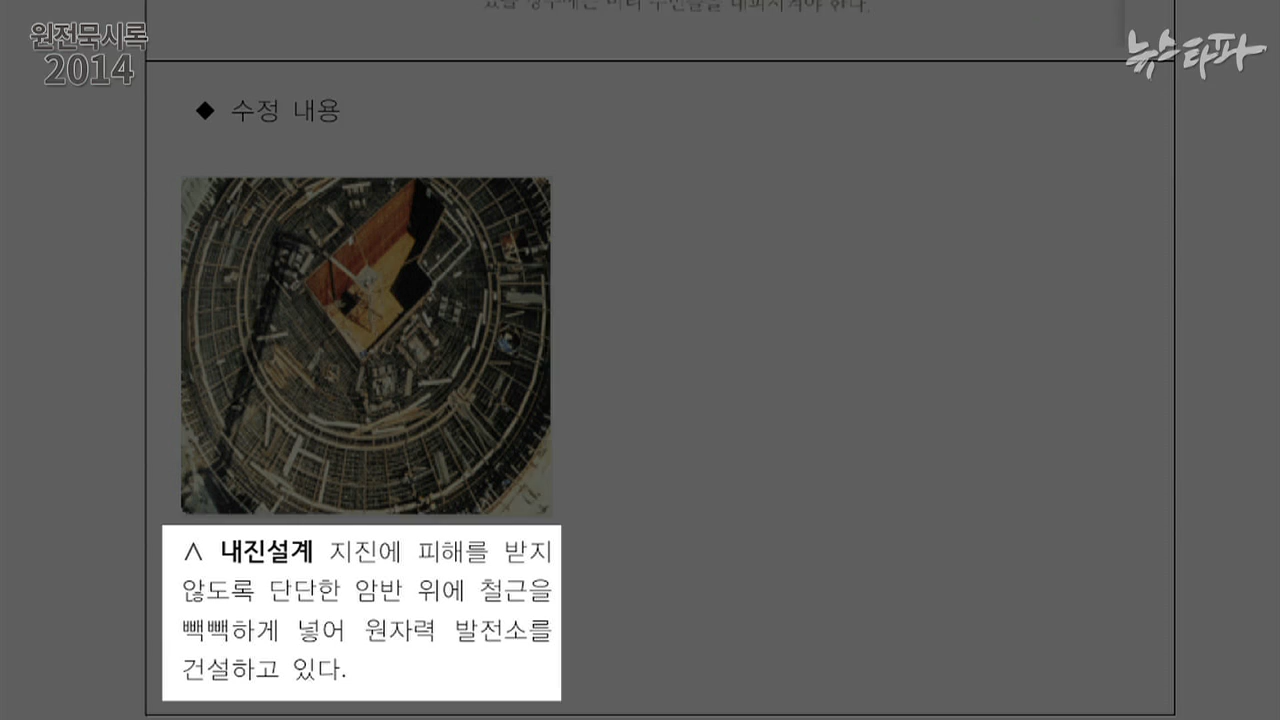 원전묵시록
2014
뉴스타파
◆ 수정 내용
∧ 내진설계 지진에 피해를 받지
않도록 단단한 암반 위에 철근을
빽빽하게 넣어 원자력 발전소를
건설하고 있다.